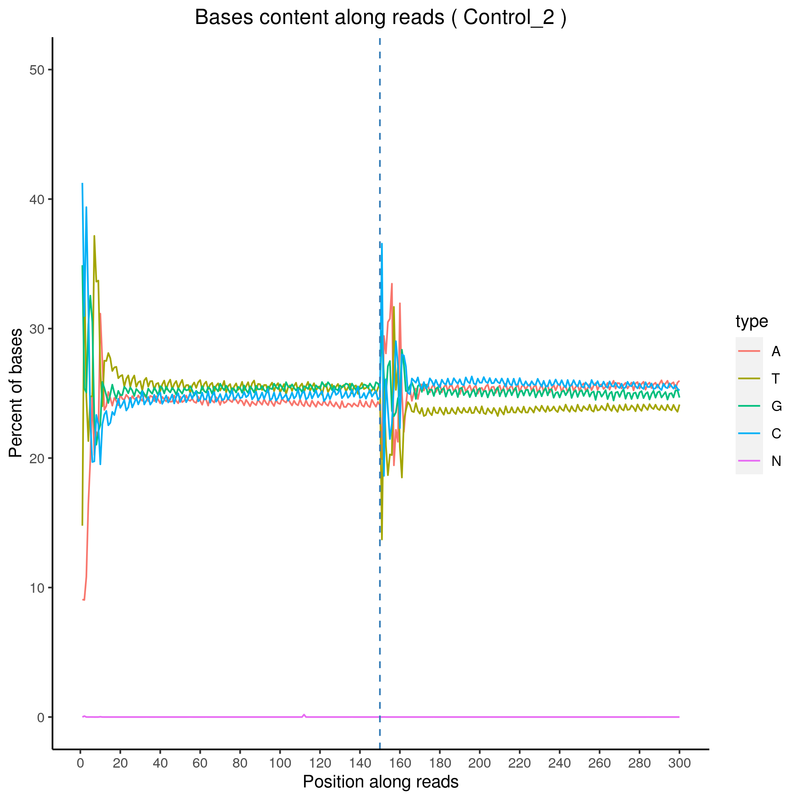 Bases content along reads ( Control_2 )
Percent of bases
50
40
30
20
10
0
0 20 40 60 80 100 120 140 160 180 200 220 240 260 280 300
Position along reads
type
A
T
G
C
N